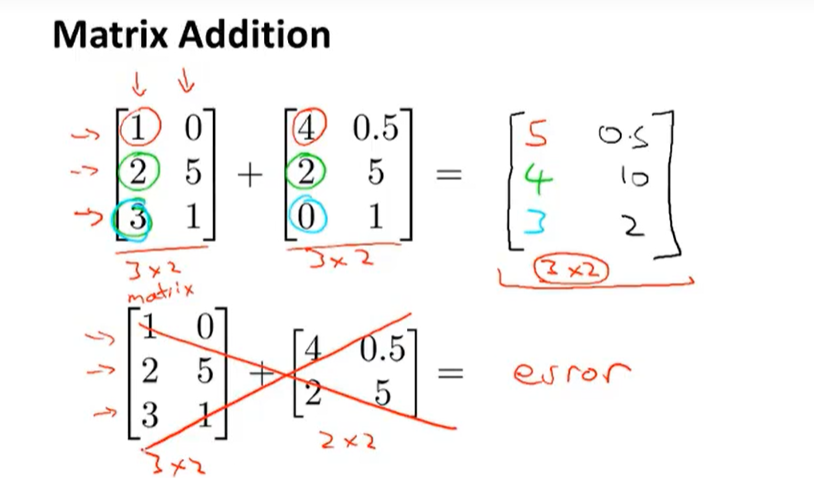 Matrix Addition
1 0 4 0.5 5 0.5
2 5 + 2 5 = 4 10
3 1 0 1 3 2
3×2 3×2 3×2
matrix
1 0 4 0.5
2 5 + 2 5 = error
3 1
3×2 2×2